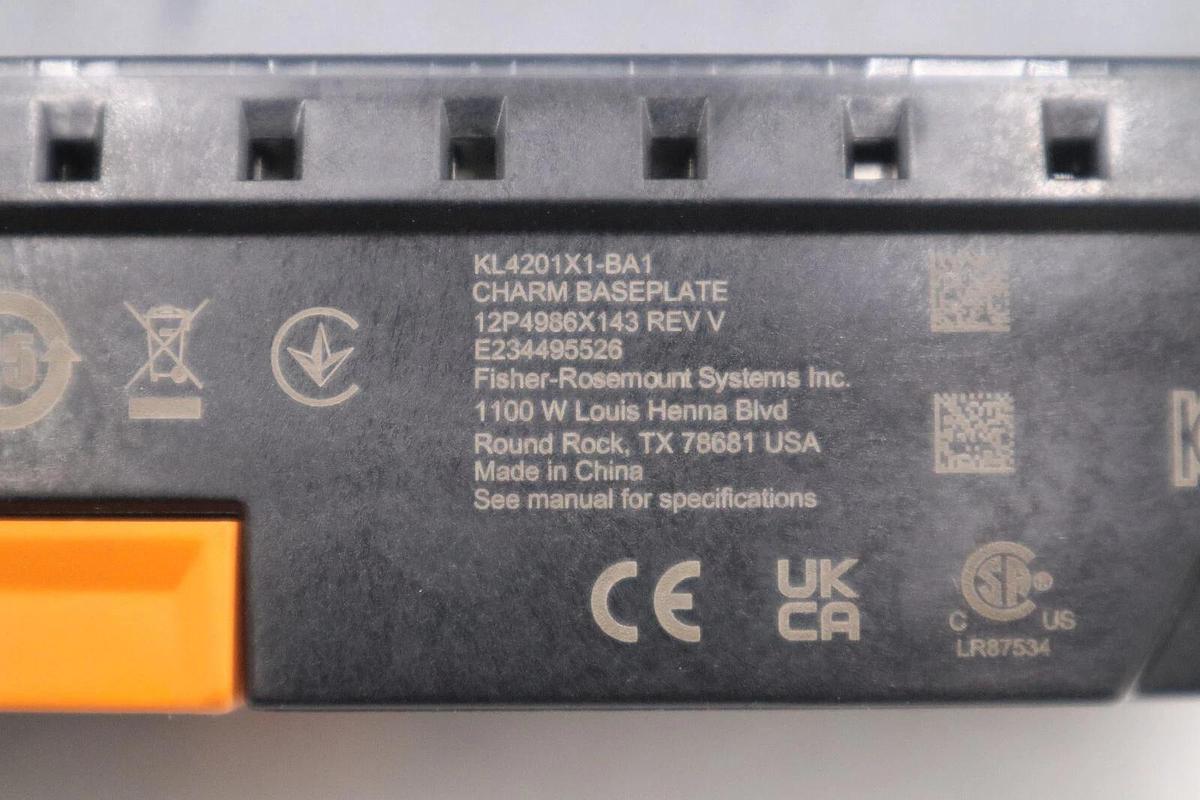 KL4201X1-BA1
CHARM BASEPLATE
12P4986X143 REV V
E234495526
Fisher-Rosemount Systems Inc.
1100 W Louis Henna Blvd
Round Rock, TX 78681 USA
Made in China
See manual for specifications
CE
UK
CA
SA®
C US
LR87534